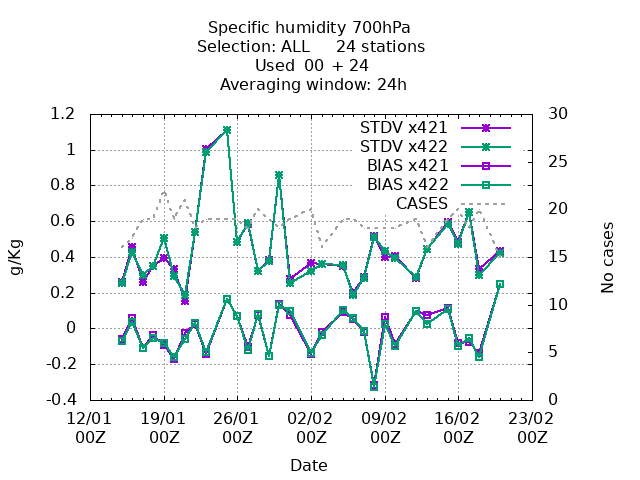 Specific humidity 700hPa
Selection: ALL 24 stations
Used 00 + 24
Averaging window: 24h
STDV x421
STDV x422
BIAS x421
BIAS x422
CASES
1.2
1
0.8
0.6
0.4
0.2
0
-0.2
-0.4
g/Kg
30
25
20
15
10
5
0
No cases
12/01 19/01 26/01 02/02 09/02 16/02 23/02
00Z 00Z 00Z 00Z 00Z 00Z 00Z
Date